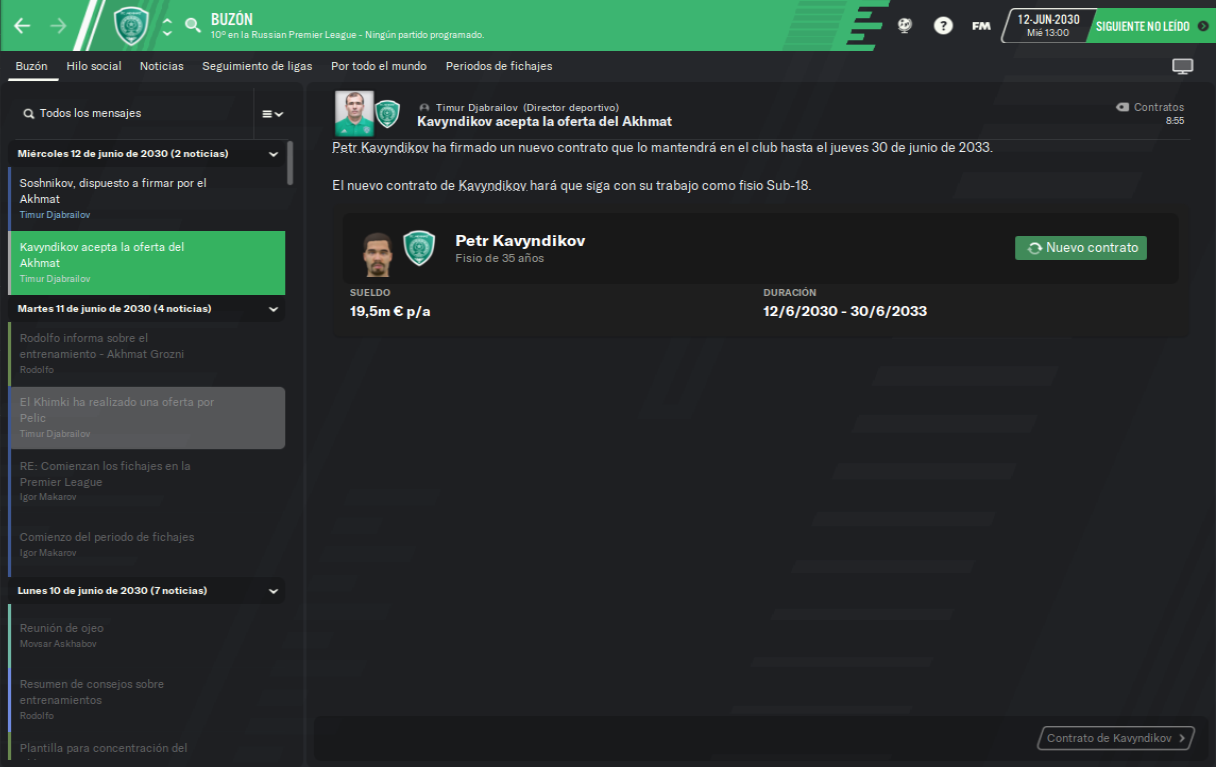 BUZÓN
10º en la Russian Premier League - Ningún partido programado.
FM
12-JUN-2030
Mié 13:00
SIGUIENTE NO LEÍDO
Buzón
Hilo social
Noticias
Seguimiento de ligas
Por todo el mundo
Periodos de fichajes
Todos los mensajes
Miércoles 12 de junio de 2030 (2 noticias)
Soshnikov, dispuesto a firmar por el
Akhmat
Timur Djabrailov
Kavyndikov acepta la oferta del
Akhmat
Timur Djabrailov
Martes 11 de junio de 2030 (4 noticias)
Rodolfo informa sobre el
entrenamiento - Akhmat Grozni
Rodolfo
El Khimki ha realizado una oferta por
Pelic
Timur Djabrailov
RE: Comienzan los fichajes en la
Premier League
Igor Makarov
Comienzo del periodo de fichajes
Igor Makarov
Lunes 10 de junio de 2030 (7 noticias)
Reunión de ojeo
Movsar Askhabov
Resumen de consejos sobre
entrenamientos
Rodolfo
Plantilla para concentración del
Timur Djabrailov (Director deportivo)
Kavyndikov acepta la oferta del Akhmat
Contratos
8:55
Petr Kavyndikov ha firmado un nuevo contrato que lo mantendrá en el club hasta el jueves 30 de junio de 2033.
El nuevo contrato de Kavyndikov hará que siga con su trabajo como fisio Sub-18.
Petr Kavyndikov
Fisio de 35 años
Nuevo contrato
SUELDO
19,5m € p/a
DURACIÓN
12/6/2030 - 30/6/2033
Contrato de Kavyndikov